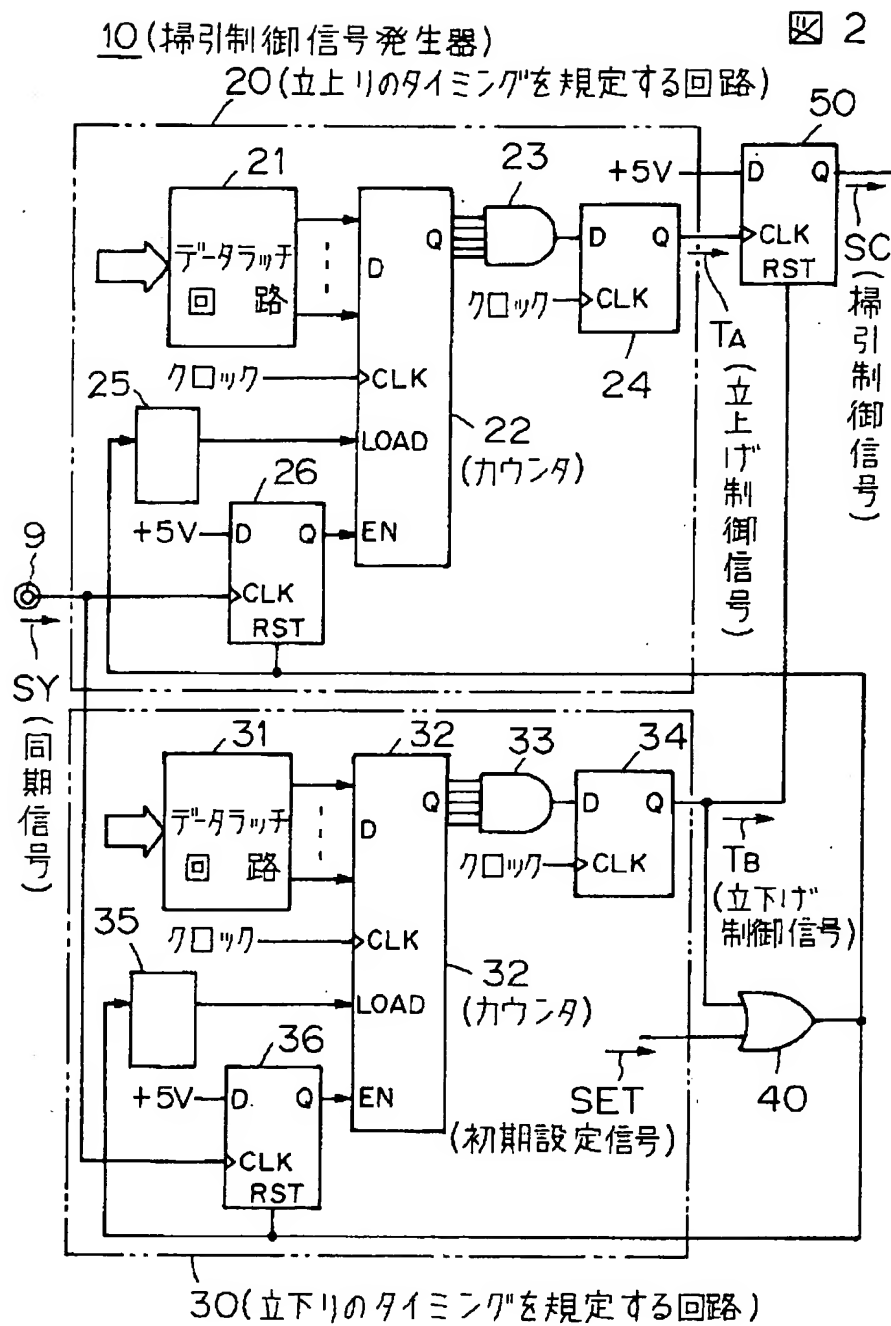 図 2
10(掃引制御信号発生器)
20(立上りのタイミングを規定する回路)
50
+5V
D
Q
CLK
RST
SC(掃引制御信号)
21
データラッチ
回 路
D
Q
CLK
LOAD
EN
クロック
22
(カウンタ)
23
D
Q
CLK
クロック
24
TA(立上げ制御信号)
25
26
+5V
D
Q
CLK
RST
9
SY(同期信号)
31
データラッチ
回 路
32
D
Q
CLK
LOAD
EN
クロック
32
(カウンタ)
33
34
D
Q
CLK
クロック
TB
(立下げ
制御信号)
35
36
+5V
D.
Q
CLK
RST
SET
(初期設定信号)
40
30(立下りのタイミングを規定する回路)